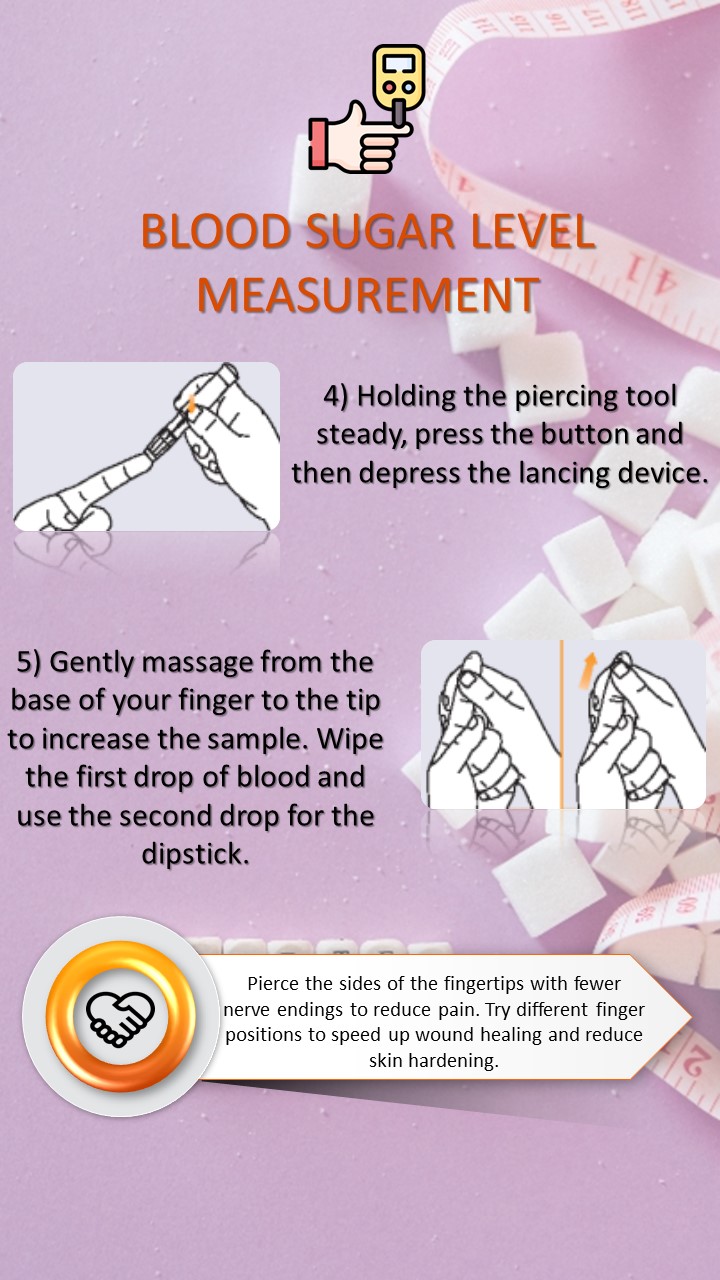 BLOOD SUGAR LEVEL
MEASUREMENT
4) Holding the piercing tool
steady, press the button and
then depress the lancing device.
5) Gently massage from the
base of your finger to the tip
to increase the sample. Wipe
the first drop of blood and
use the second drop for the
dipstick.
Pierce the sides of the fingertips with fewer
nerve endings to reduce pain. Try different finger
positions to speed up wound healing and reduce
skin hardening.